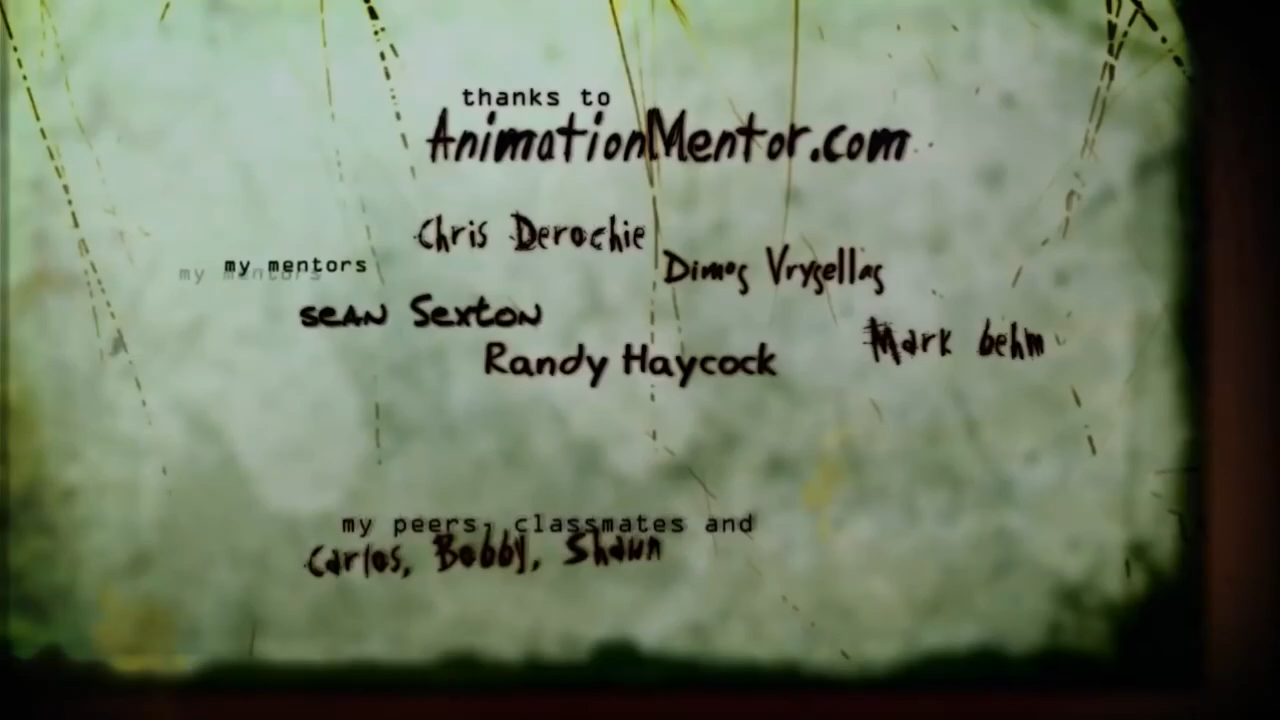 thanks to
AnimationMentor.com
Chris Derochie
my mentors
Dimos Vrysellas
sean Sexton
Mark behm
Randy Haycock
my peers, classmates and
Carlos, Bobby, Shawn